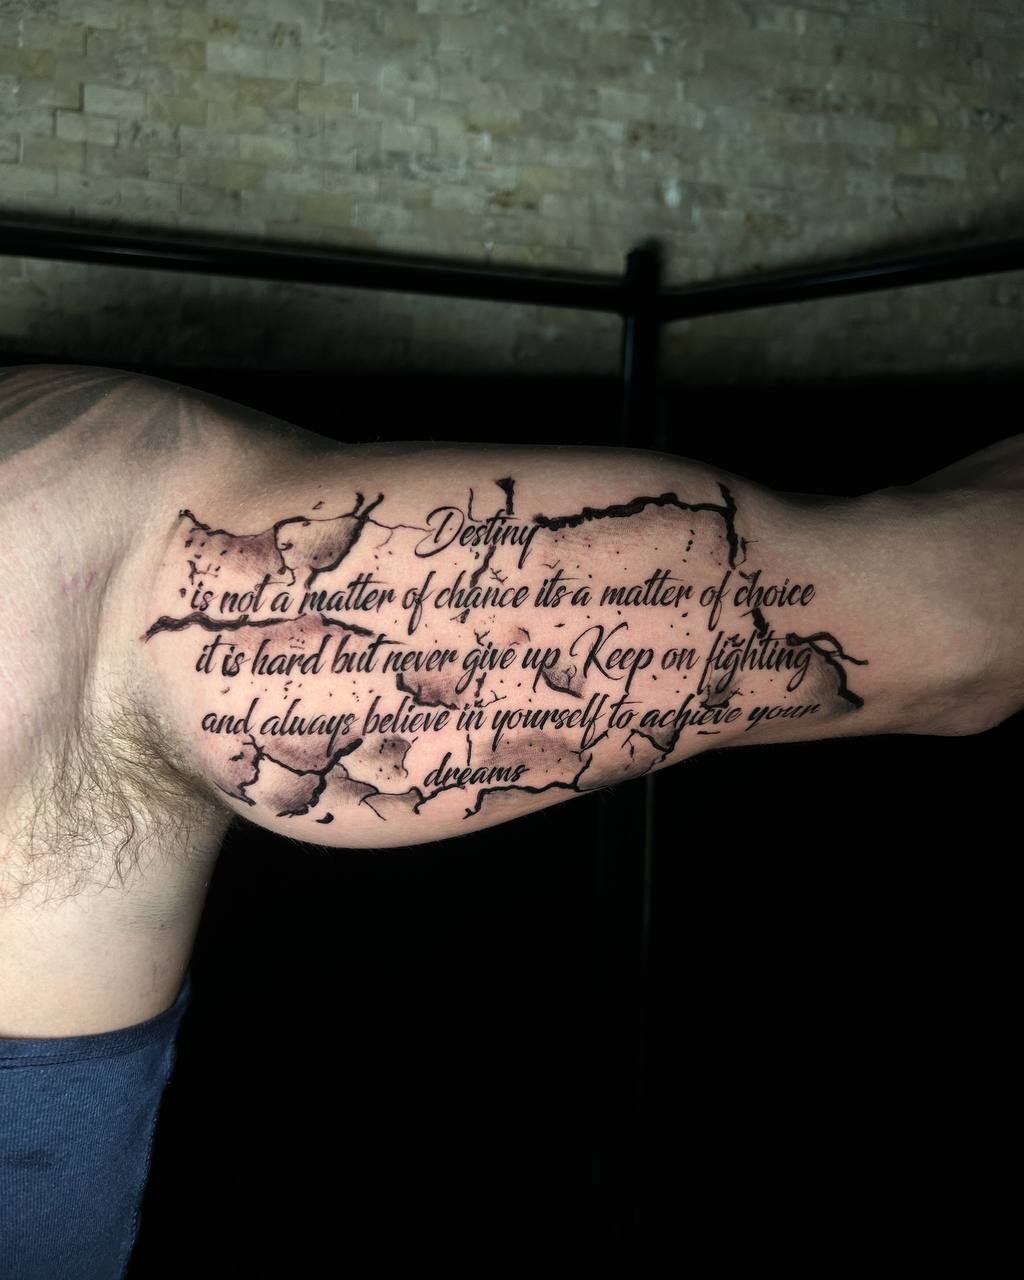 Destiny
is not a matter of chance its a matter of choice
it is hard but never give up Keep on fighting
and always believe in yourself to achieve your
dreams